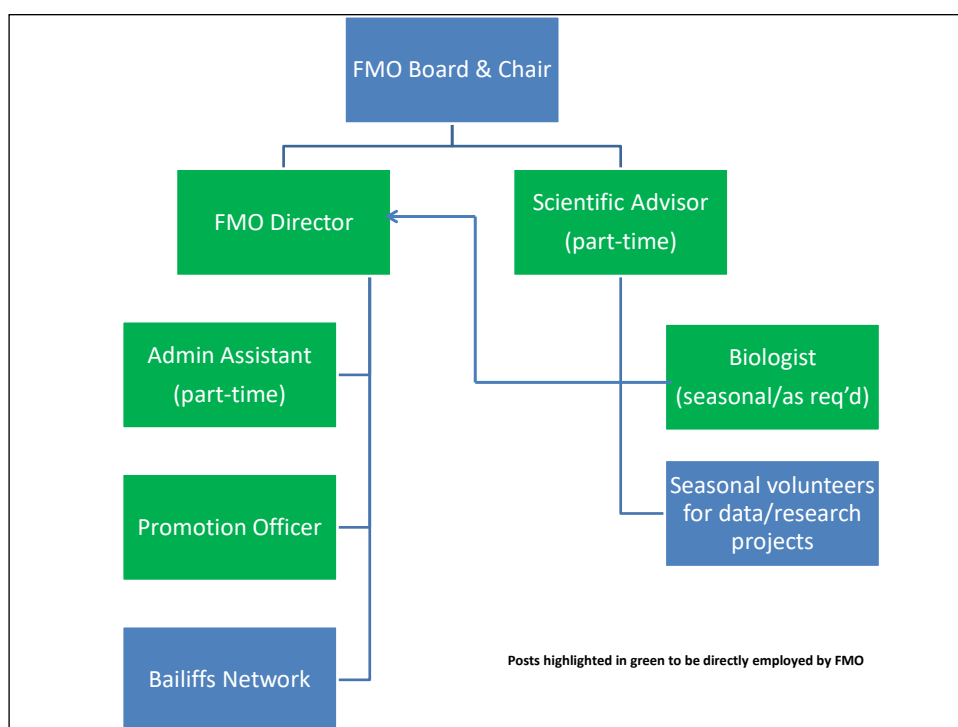 FMO Board & Chair
FMO Director
Scientific Advisor
(part-time)
Admin Assistant
(part-time)
Biologist
(seasonal/as req’d)
Promotion Officer
Seasonal volunteers
for data/research
projects
Bailiffs Network
Posts highlighted in green to be directly employed by FMO